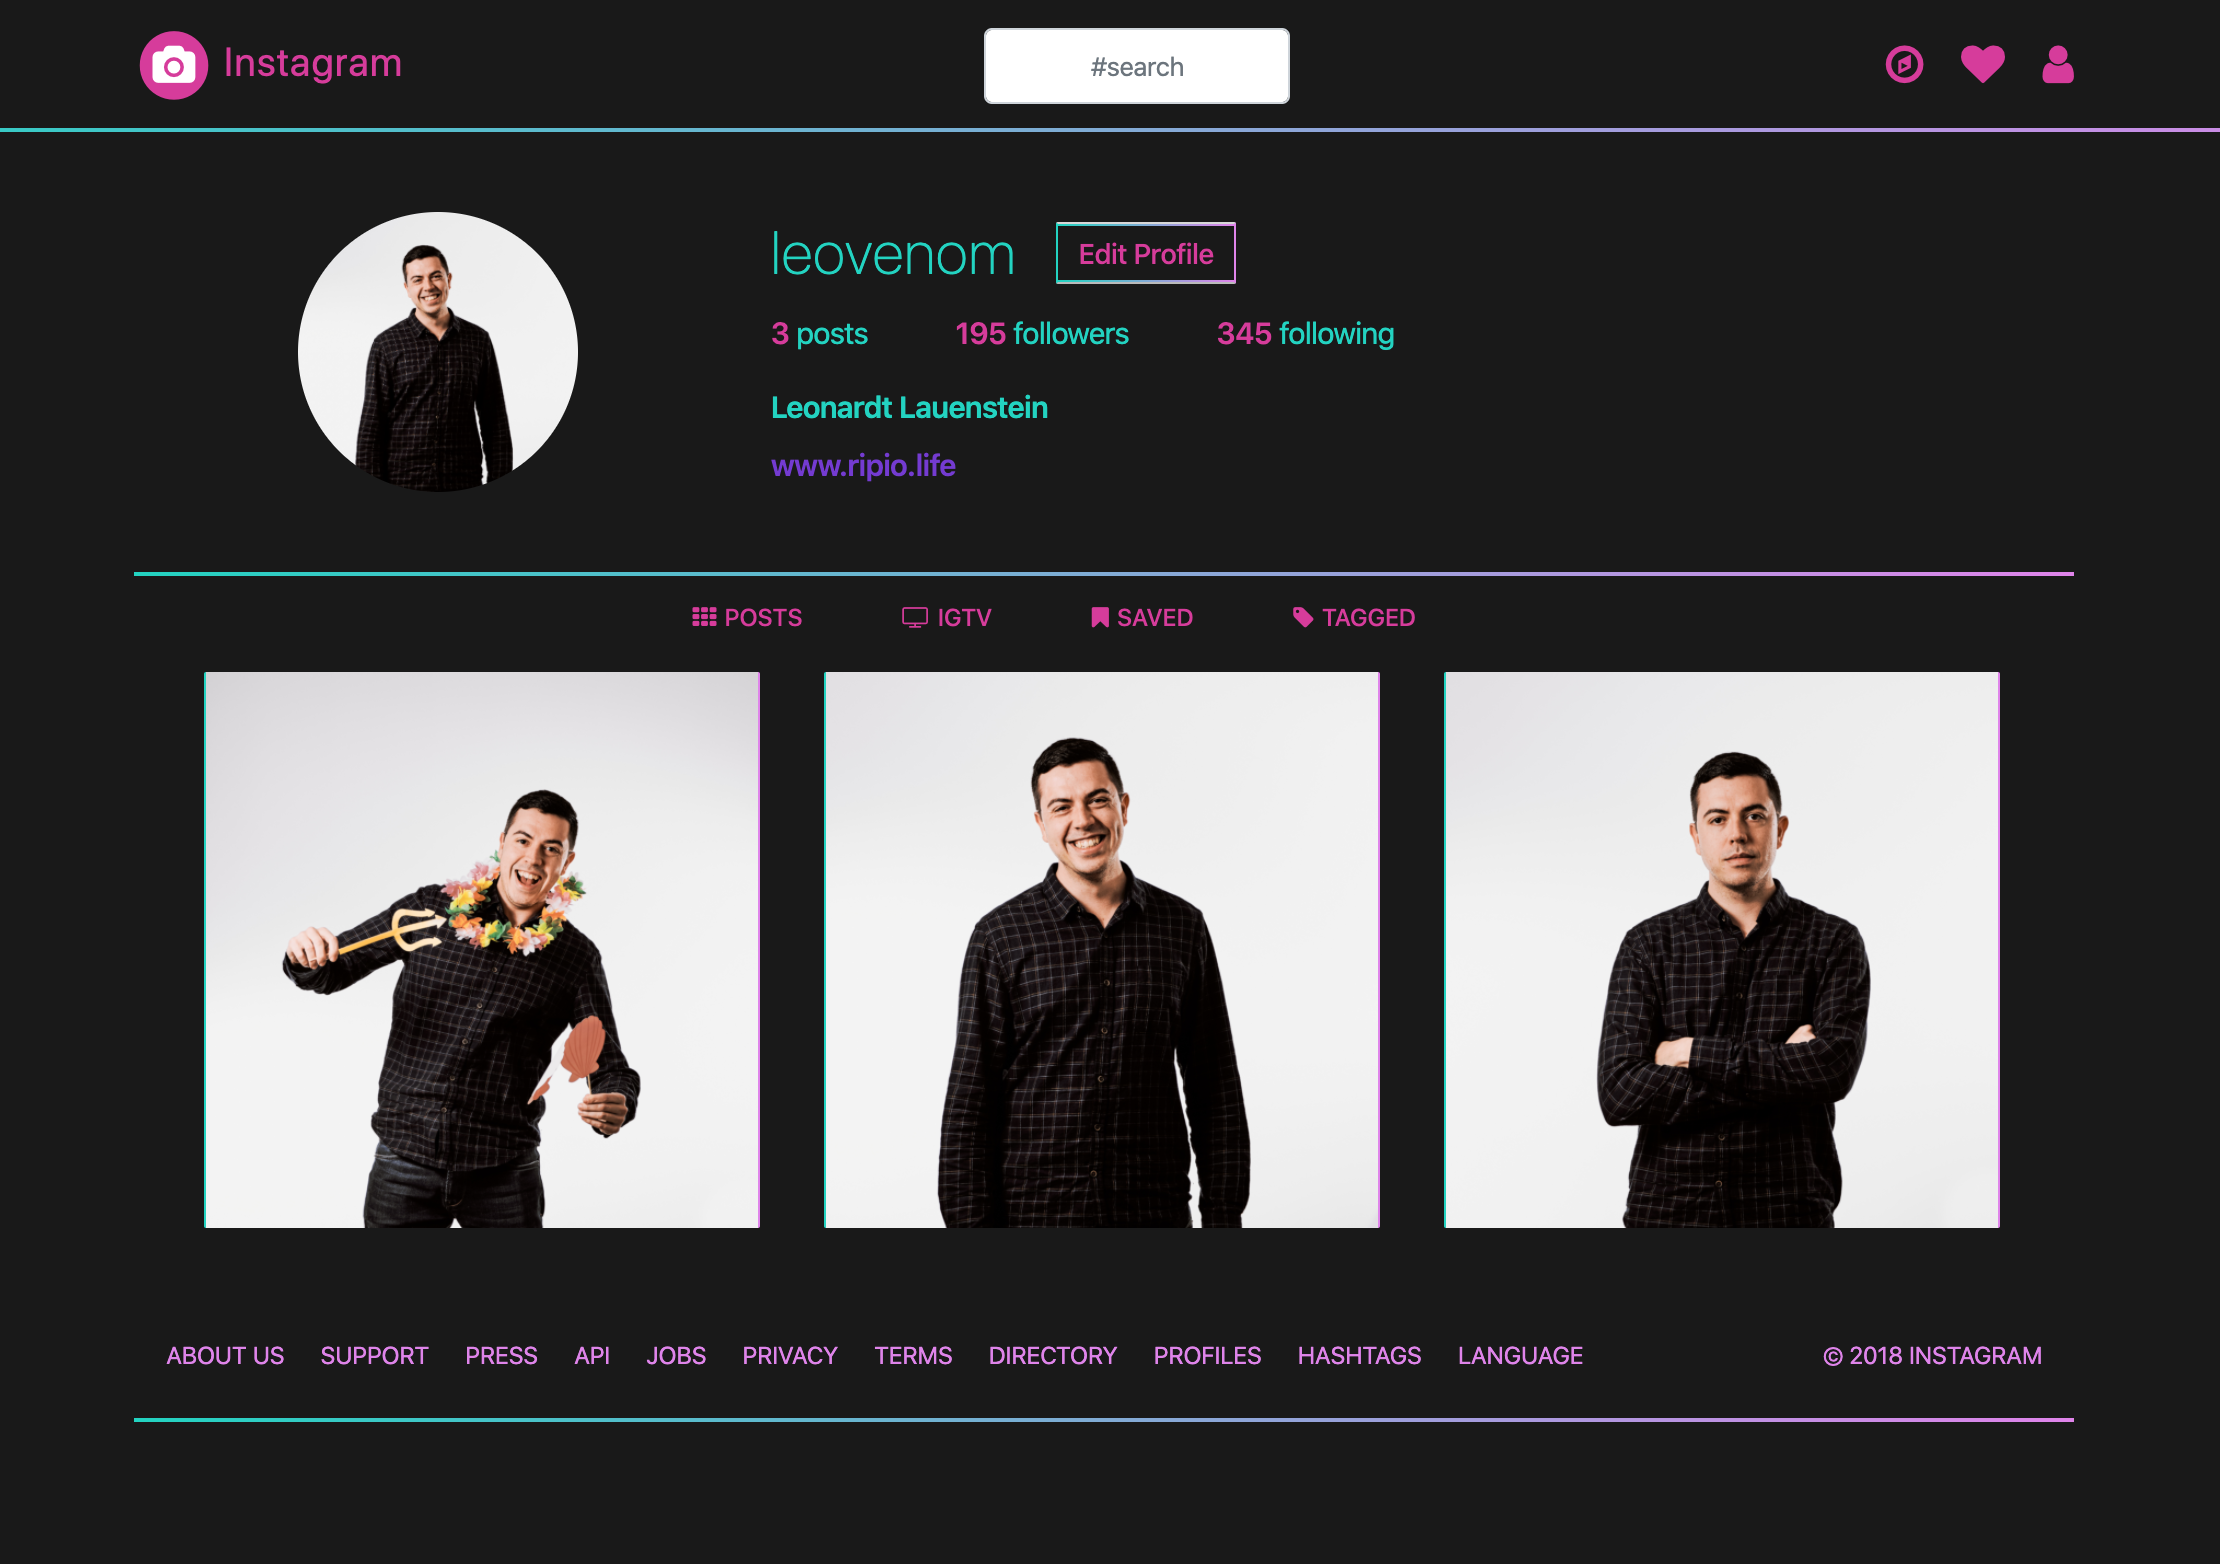 Instagram
#search
leovenom
Edit Profile
3 posts 195 followers 345 following
Leonardt Lauenstein
www.ripio.life
POSTS IGTV SAVED TAGGED
ABOUT US SUPPORT PRESS API JOBS PRIVACY TERMS DIRECTORY PROFILES HASHTAGS LANGUAGE © 2018 INSTAGRAM